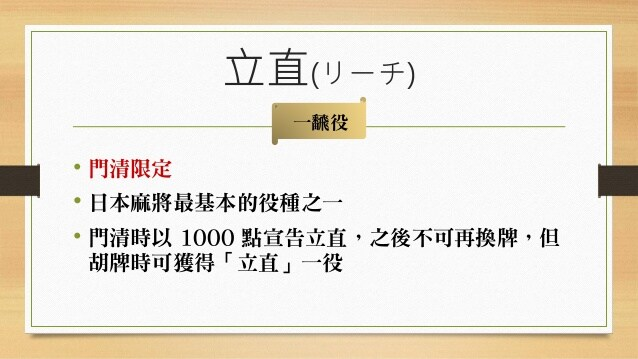 立直(リーチ)
一飜役
• 門清限定
• 日本麻將最基本的役種之一
• 門清時以 1000 點宣告立直，之後不可再換牌，但
胡牌時可獲得「立直」一役